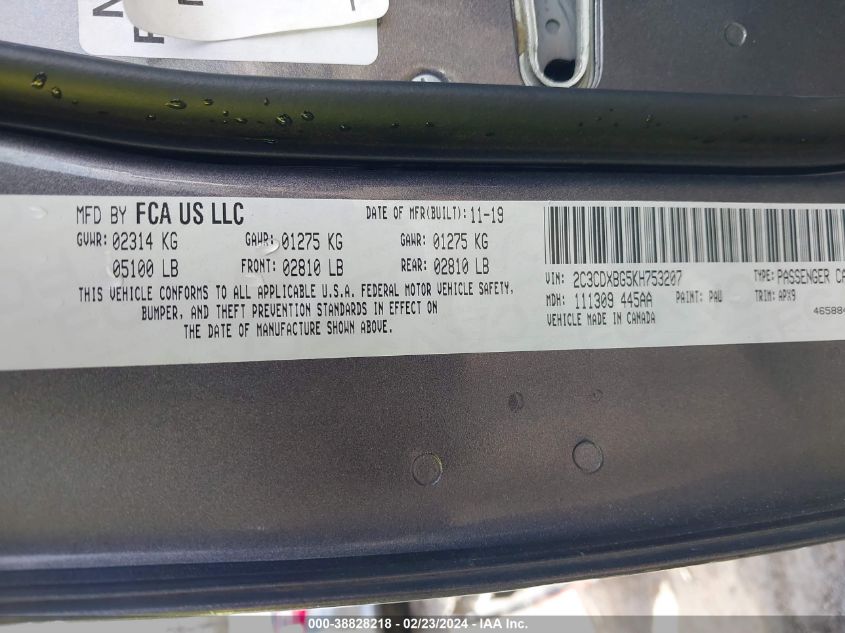 MFD BY FCA US LLC
DATE OF MFR(BUILT): 11-19
GVWR: 02314 KG GAWR: 01275 KG GAWR: 01275 KG
05100 LB FRONT: 02810 LB REAR: 02810 LB
THIS VEHICLE CONFORMS TO ALL APPLICABLE U.S.A. FEDERAL MOTOR VEHICLE SAFETY,
BUMPER, AND THEFT PREVENTION STANDARDS IN EFFECT ON
THE DATE OF MANUFACTURE SHOWN ABOVE.
VIN: 2C3CDXBG5KH753207 TYPE: PASSENGER CA
MDH: 111309 445AA PAINT: PAU TRIM: APX9
VEHICLE MADE IN CANADA 46588
000-38828218 - 02/23/2024 - IAA Inc.